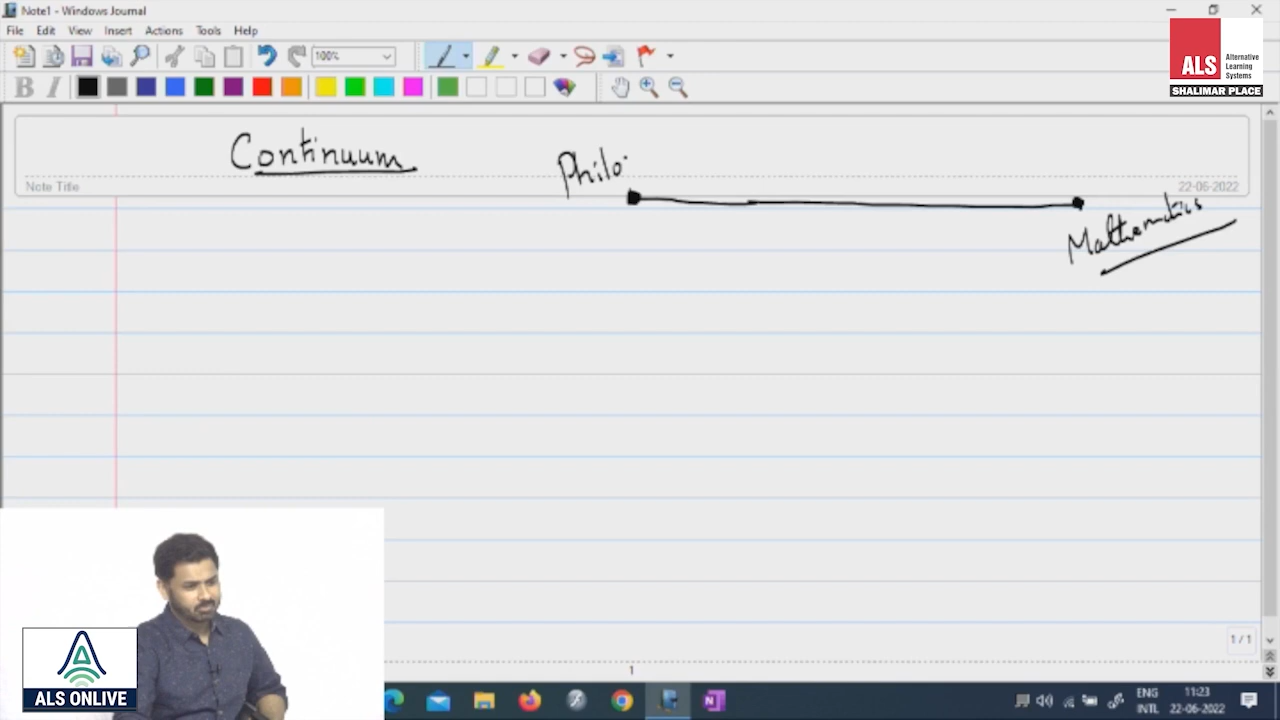 Note1 - Windows Journal
File Edit View Insert Actions Tools Help
100%
B I
ALS
Alternative
Learning
Systems
SHALIMAR PLACE
Continuum
Philo
Note Title
22-06-2022
Mathematics
1 / 1
1
ALS ONLIVE
ENG
INTL
11:23
22-06-2022